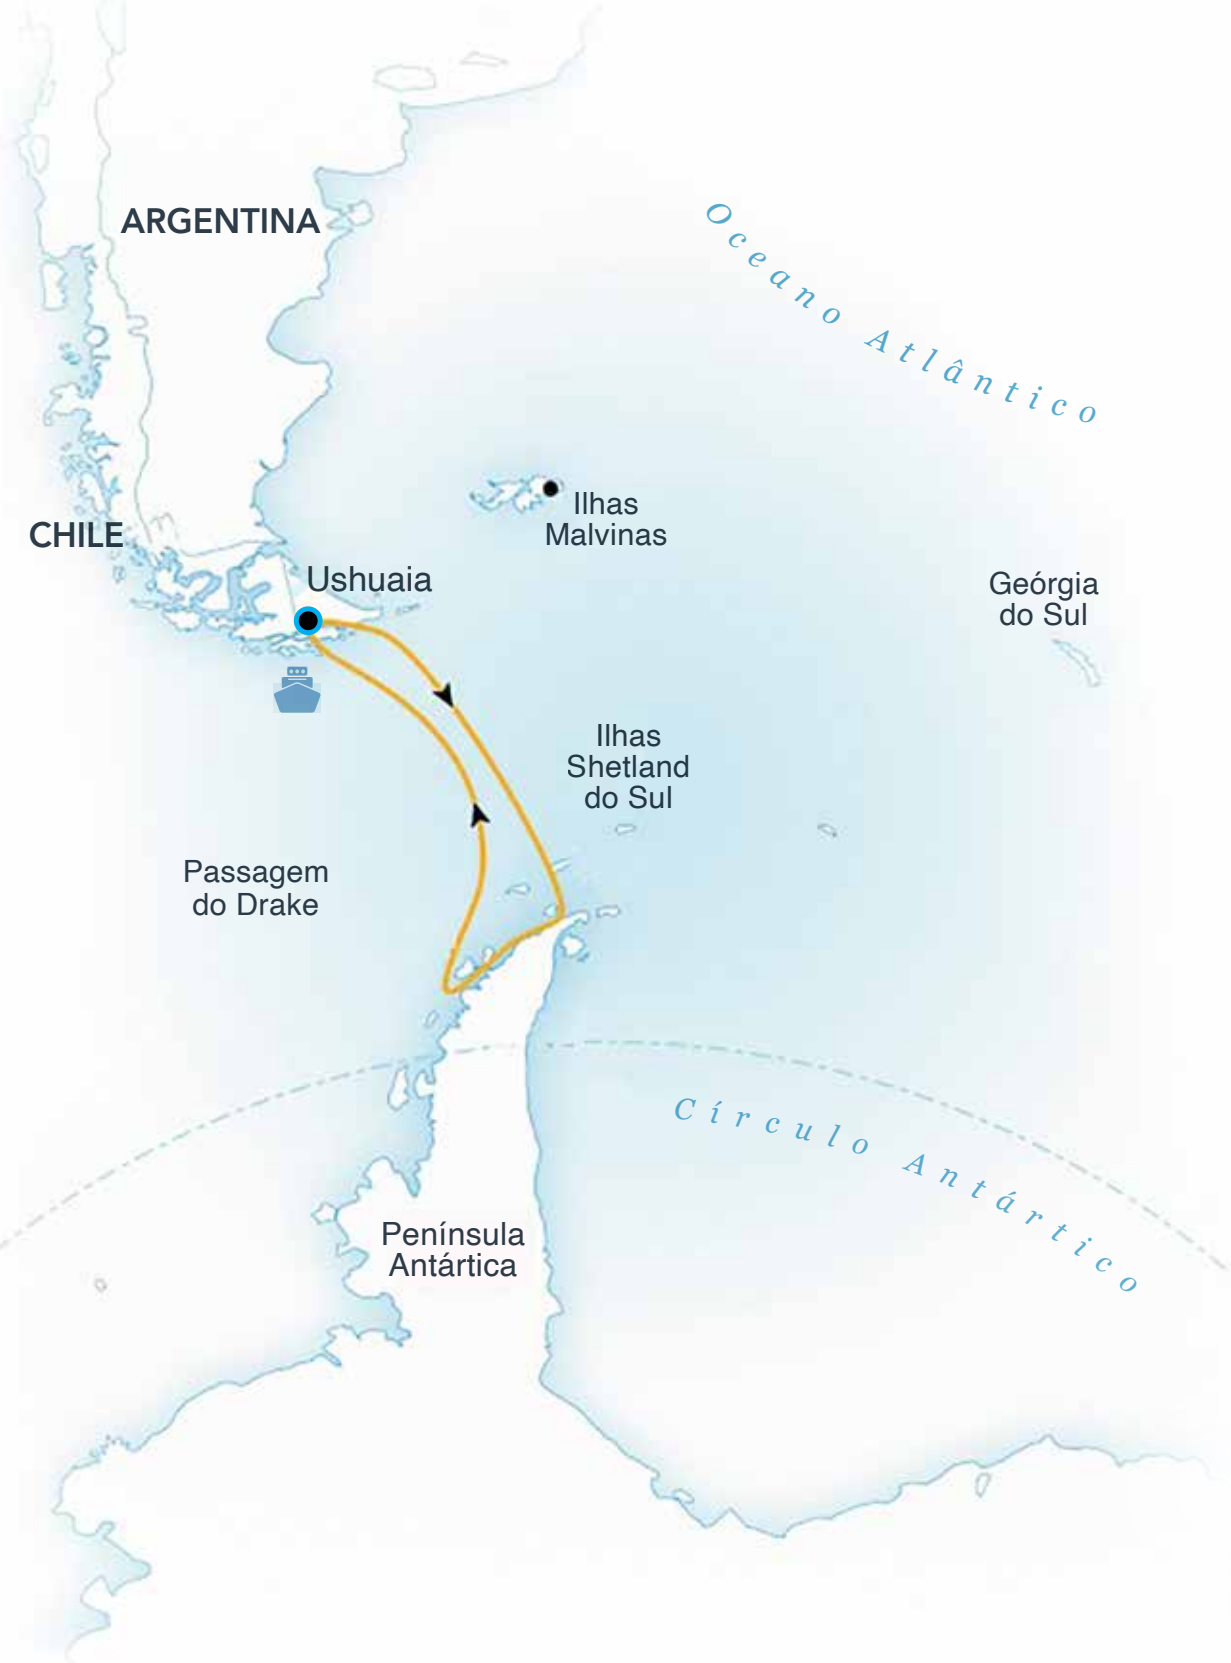 ARGENTINA
Oceano Atlântico
Ilhas
Malvinas
CHILE
Ushuaia
Geórgia
do Sul
Ilhas
Shetland
do Sul
Passagem
do Drake
Círculo Antártico
Península
Antártica